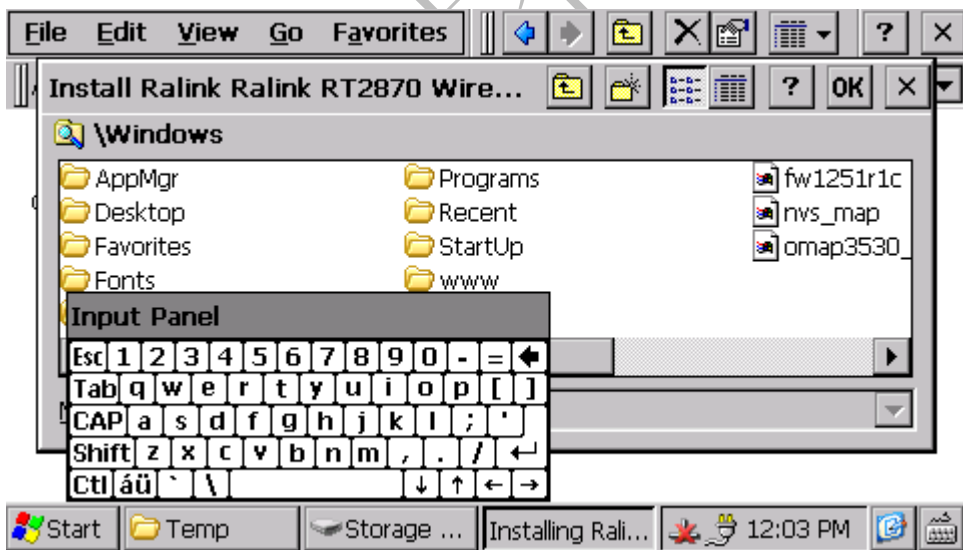 File Edit View Go Favorites ?
Install Ralink Ralink RT2870 Wire... ? OK
\Windows
AppMgr Programs fw1251r1c
Desktop Recent nvs_map
Favorites StartUp omap3530_
Fonts www
Input Panel
Esc 1 2 3 4 5 6 7 8 9 0 - =
Tab q w e r t y u i o p [ ]
CAP a s d f g h j k l ; '
Shift z x c v b n m , . /
Ctl áü ` \ ↓ ↑ ← →
Start Temp Storage ... Installing Rali... 12:03 PM